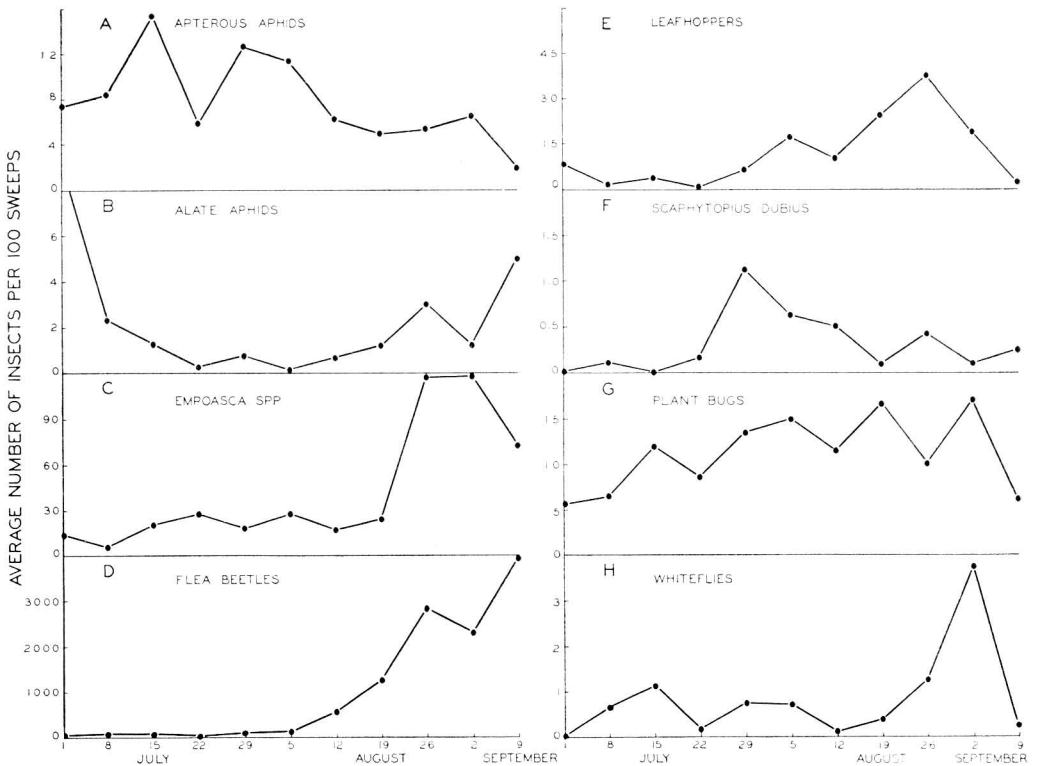 AVERAGE NUMBER OF INSECTS PER 100 SWEEPS
A APTEROUS APHIDS
12
8
4
0
B ALATE APHIDS
6
4
2
0
C EMPOASCA SPP
90
60
30
0
D FLEA BEETLES
3000
2000
1000
0
1 8 15 22 29 5 12 19 26 2 9
JULY AUGUST SEPTEMBER
E LEAFHOPPERS
4.5
3.0
1.5
0
F SCAPHYTOPIUS DUBIUS
1.5
1.0
0.5
0
G PLANT BUGS
15
10
5
0
H WHITEFLIES
3
2
1
0
1 8 15 22 29 5 12 19 26 2 9
JULY AUGUST SEPTEMBER